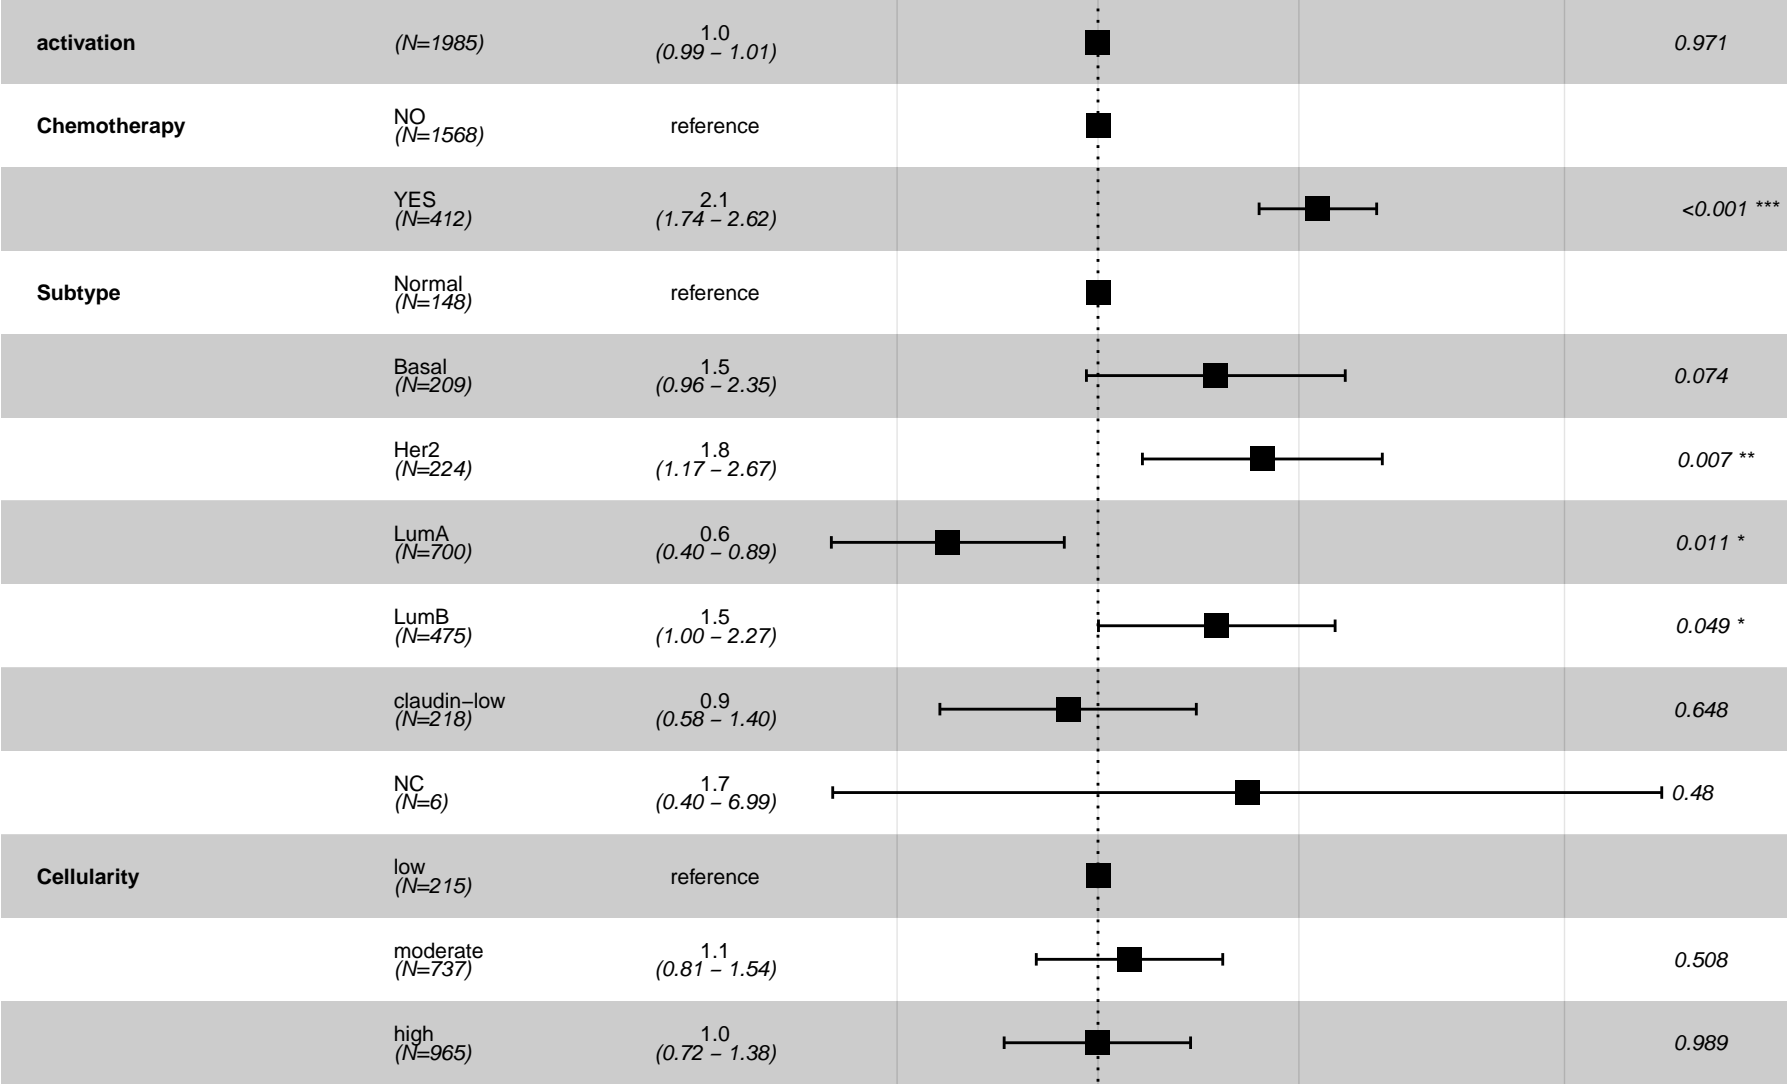 activation (N=1985) 1.0 0.971
(0.99 – 1.01)
Chemotherapy NO reference
(N=1568)
YES 2.1 <0.001 ***
(N=412) (1.74 – 2.62)
Subtype Normal reference
(N=148)
Basal 1.5 0.074
(N=209) (0.96 – 2.35)
Her2 1.8 0.007 **
(N=224) (1.17 – 2.67)
LumA 0.6 0.011 *
(N=700) (0.40 – 0.89)
LumB 1.5 0.049 *
(N=475) (1.00 – 2.27)
claudin−low 0.9 0.648
(N=218) (0.58 – 1.40)
NC 1.7 0.48
(N=6) (0.40 – 6.99)
Cellularity low reference
(N=215)
moderate 1.1 0.508
(N=737) (0.81 – 1.54)
high 1.0 0.989
(N=965) (0.72 – 1.38)